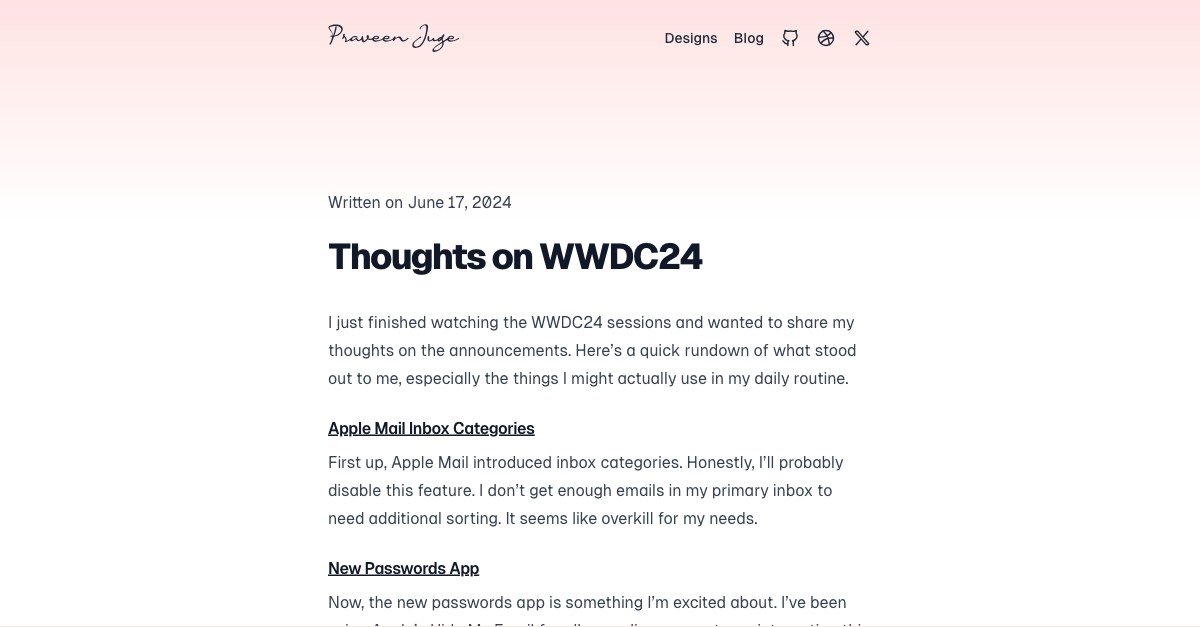 Praveen Juge
Designs Blog
Written on June 17, 2024
Thoughts on WWDC24
I just finished watching the WWDC24 sessions and wanted to share my
thoughts on the announcements. Here’s a quick rundown of what stood
out to me, especially the things I might actually use in my daily routine.
Apple Mail Inbox Categories
First up, Apple Mail introduced inbox categories. Honestly, I’ll probably
disable this feature. I don’t get enough emails in my primary inbox to
need additional sorting. It seems like overkill for my needs.
New Passwords App
Now, the new passwords app is something I’m excited about. I’ve been